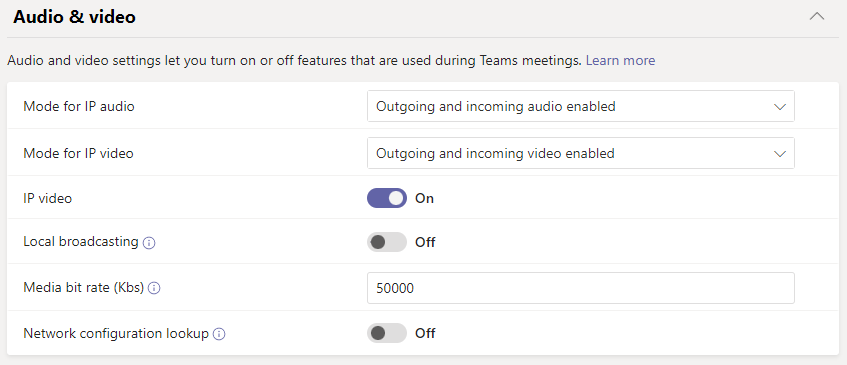 Audio & video
Audio and video settings let you turn on or off features that are used during Teams meetings. Learn more
Mode for IP audio
Outgoing and incoming audio enabled
Mode for IP video
Outgoing and incoming video enabled
IP video
On
Local broadcasting
Off
Media bit rate (Kbs)
50000
Network configuration lookup
Off